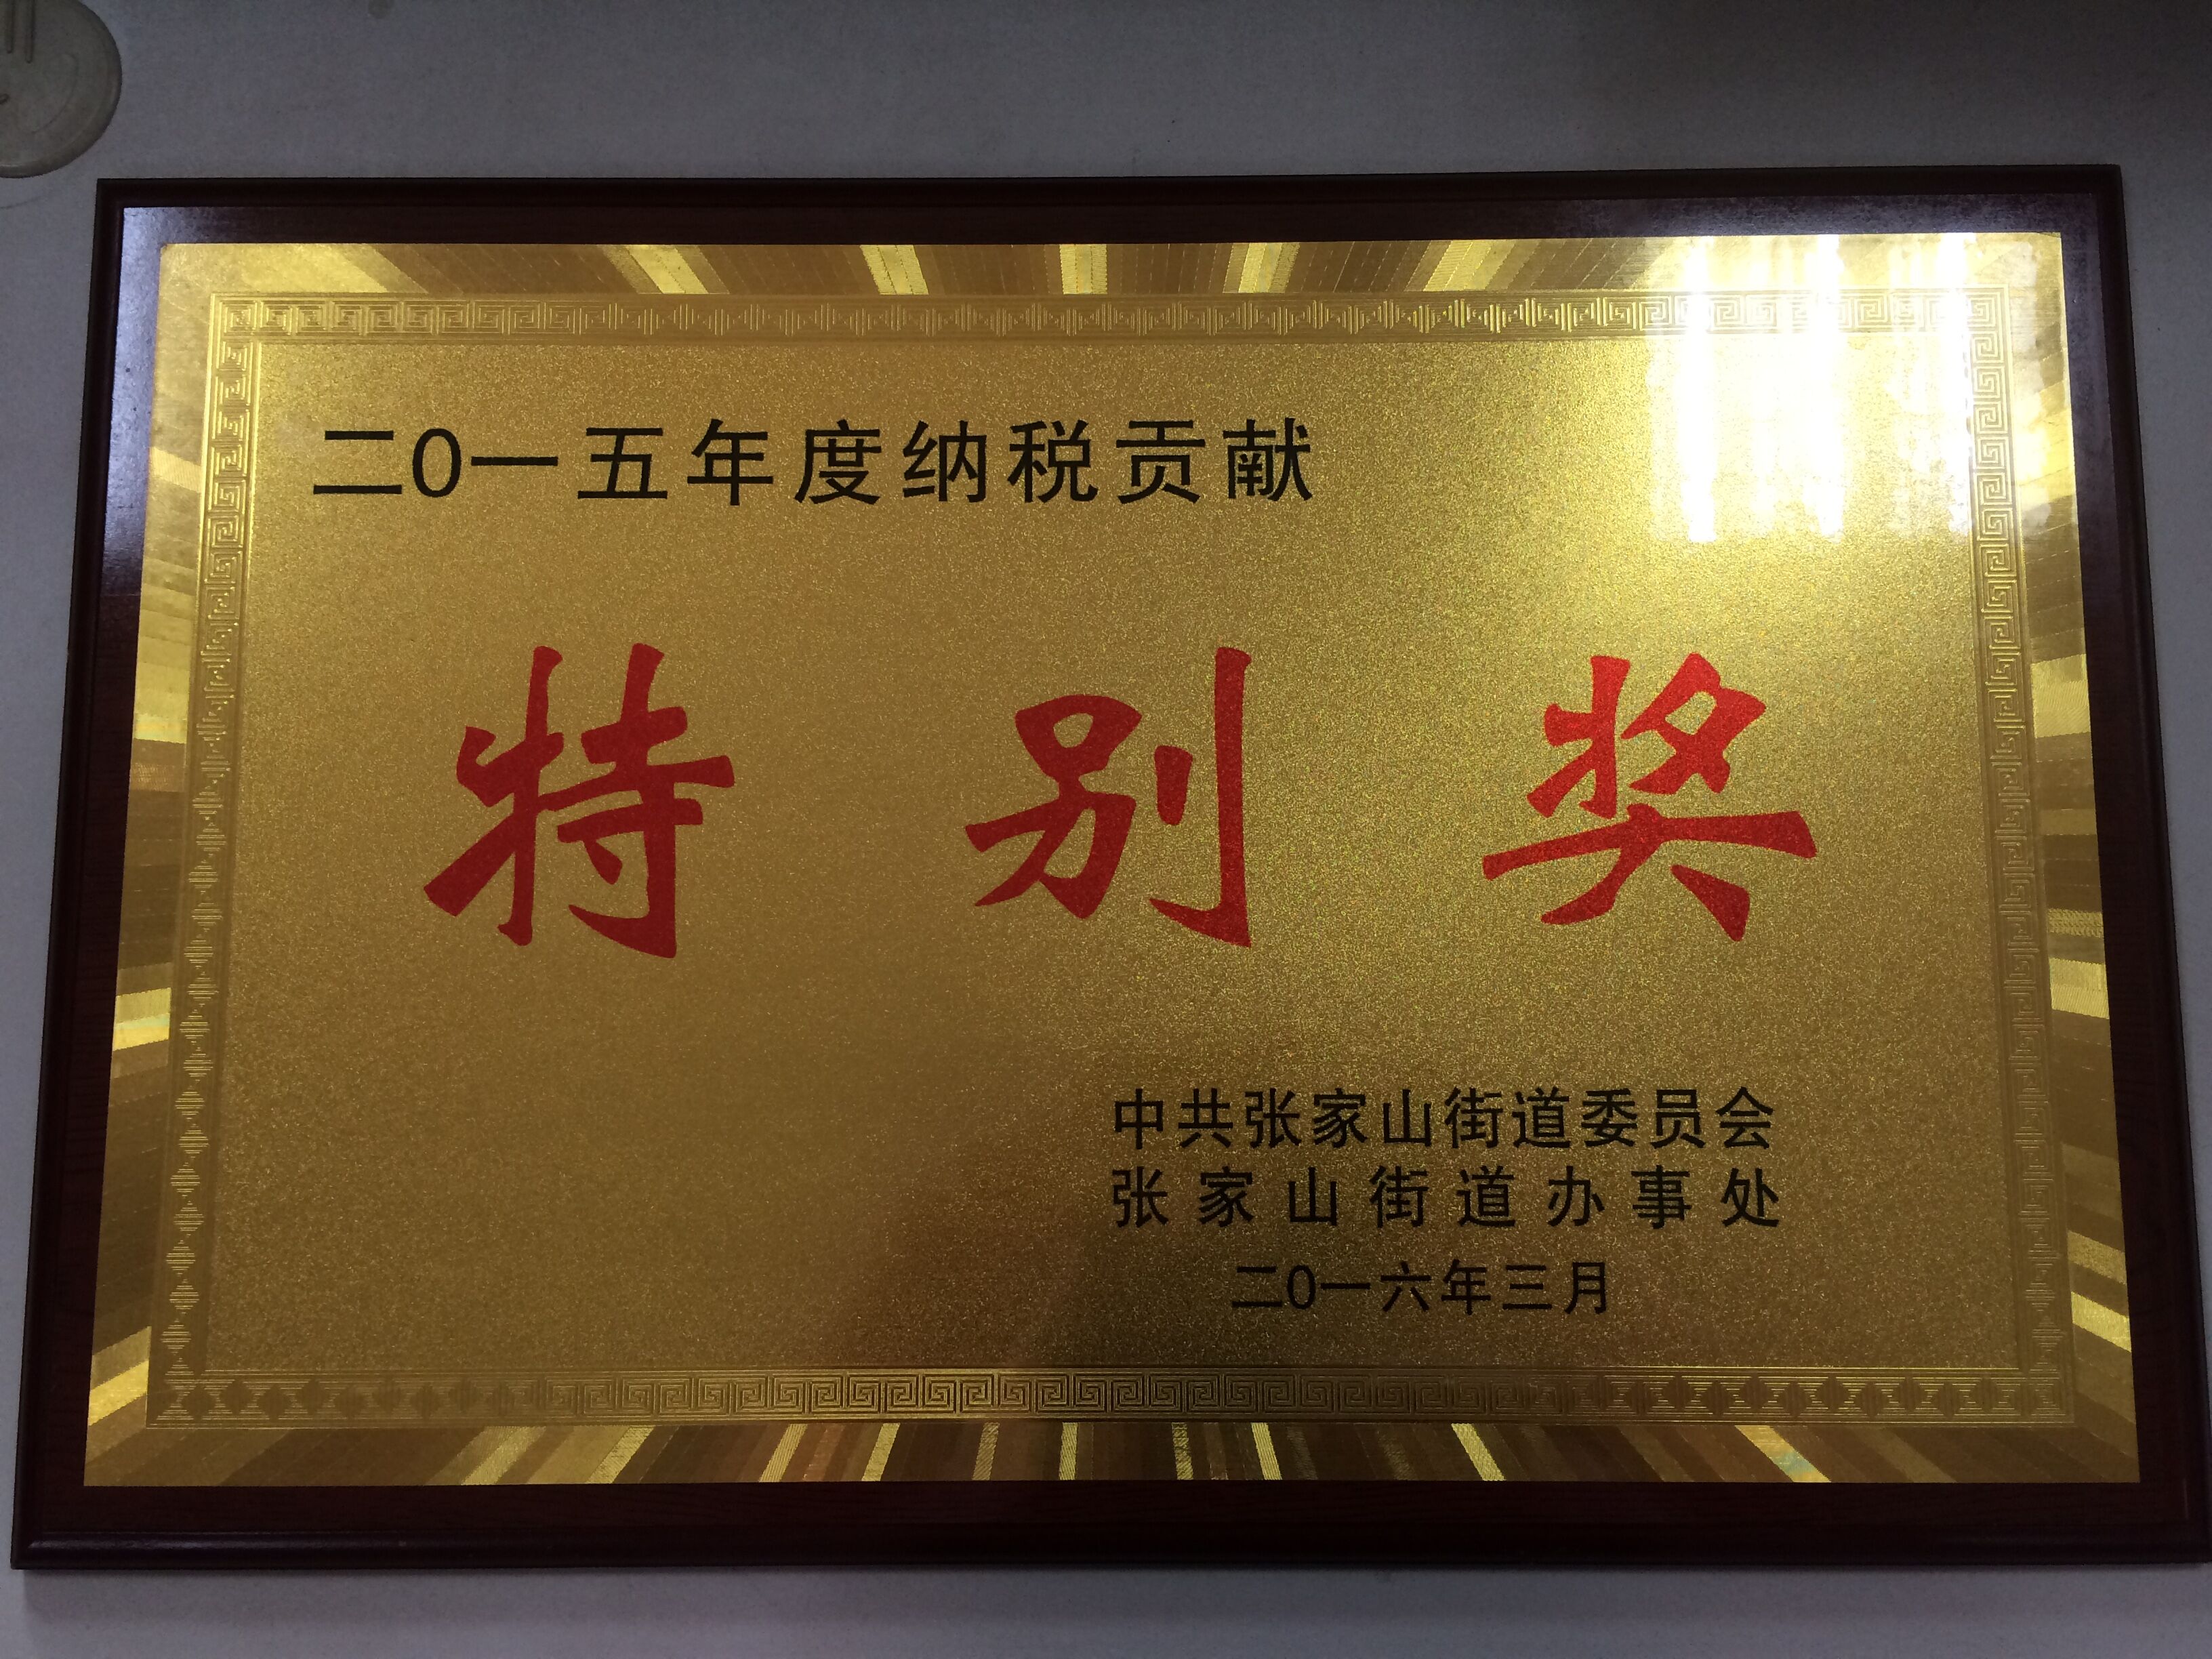 二0一五年度纳税贡献
特别奖
中共张家山街道委员会
张家山街道办事处
二0一六年三月